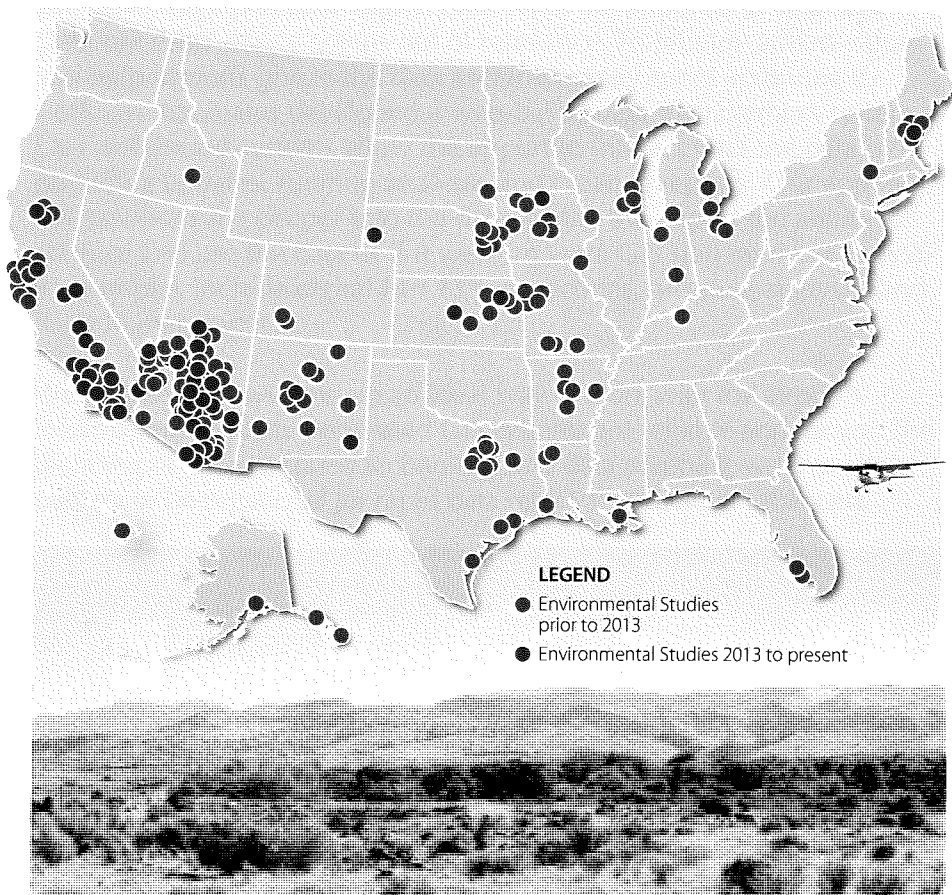 LEGEND
Environmental Studies
prior to 2013
Environmental Studies 2013 to present